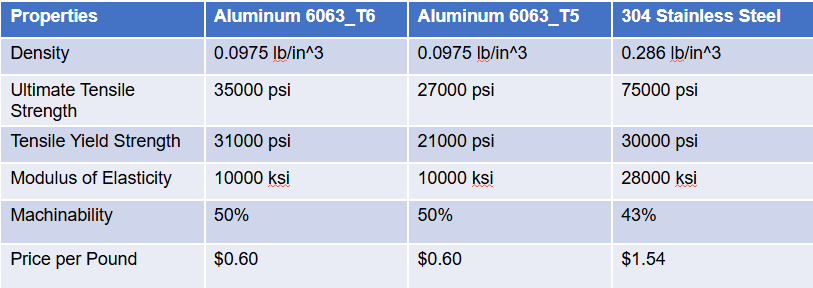 Properties Aluminum 6063_T6 Aluminum 6063_T5 304 Stainless Steel
Density 0.0975 lb/in^3 0.0975 lb/in^3 0.286 lb/in^3
Ultimate Tensile Strength 35000 psi 27000 psi 75000 psi
Tensile Yield Strength 31000 psi 21000 psi 30000 psi
Modulus of Elasticity 10000 ksi 10000 ksi 28000 ksi
Machinability 50% 50% 43%
Price per Pound $0.60 $0.60 $1.54